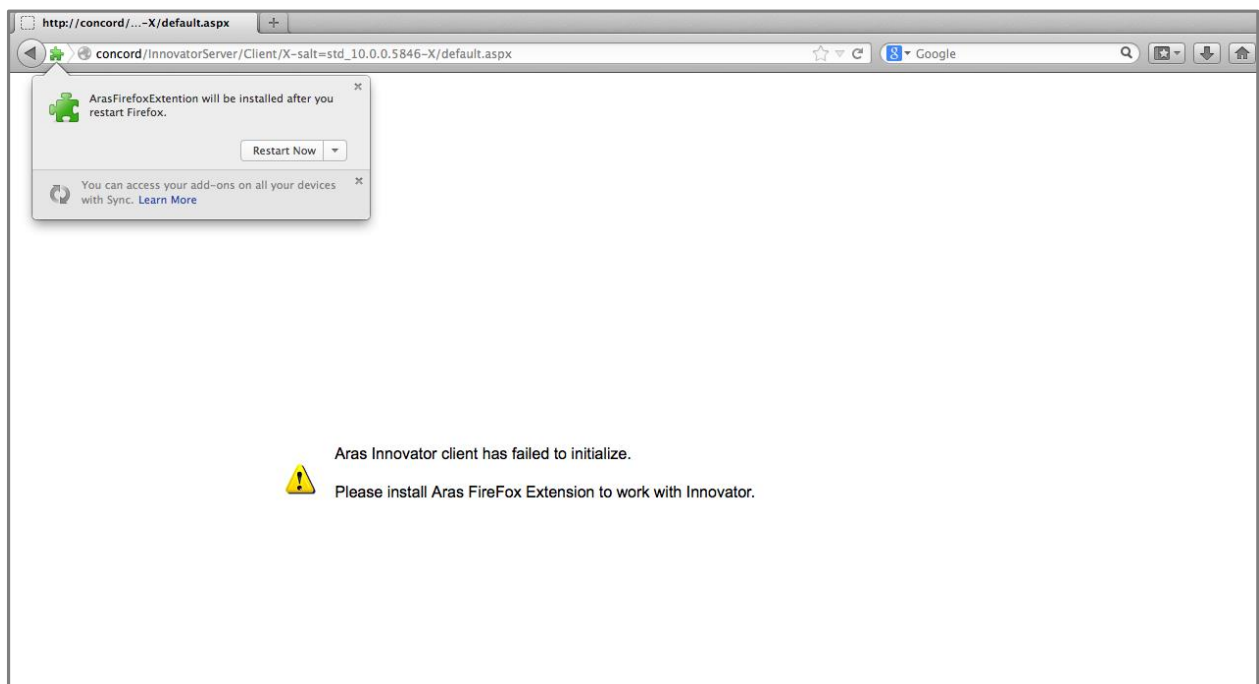 http://concord/...-X/default.aspx
concord/InnovatorServer/Client/X-salt=std_10.0.0.5846-X/default.aspx
Google
ArasFirefoxExtention will be installed after you
restart Firefox.
Restart Now
You can access your add-ons on all your devices
with Sync. Learn More
Aras Innovator client has failed to initialize.
Please install Aras FireFox Extension to work with Innovator.